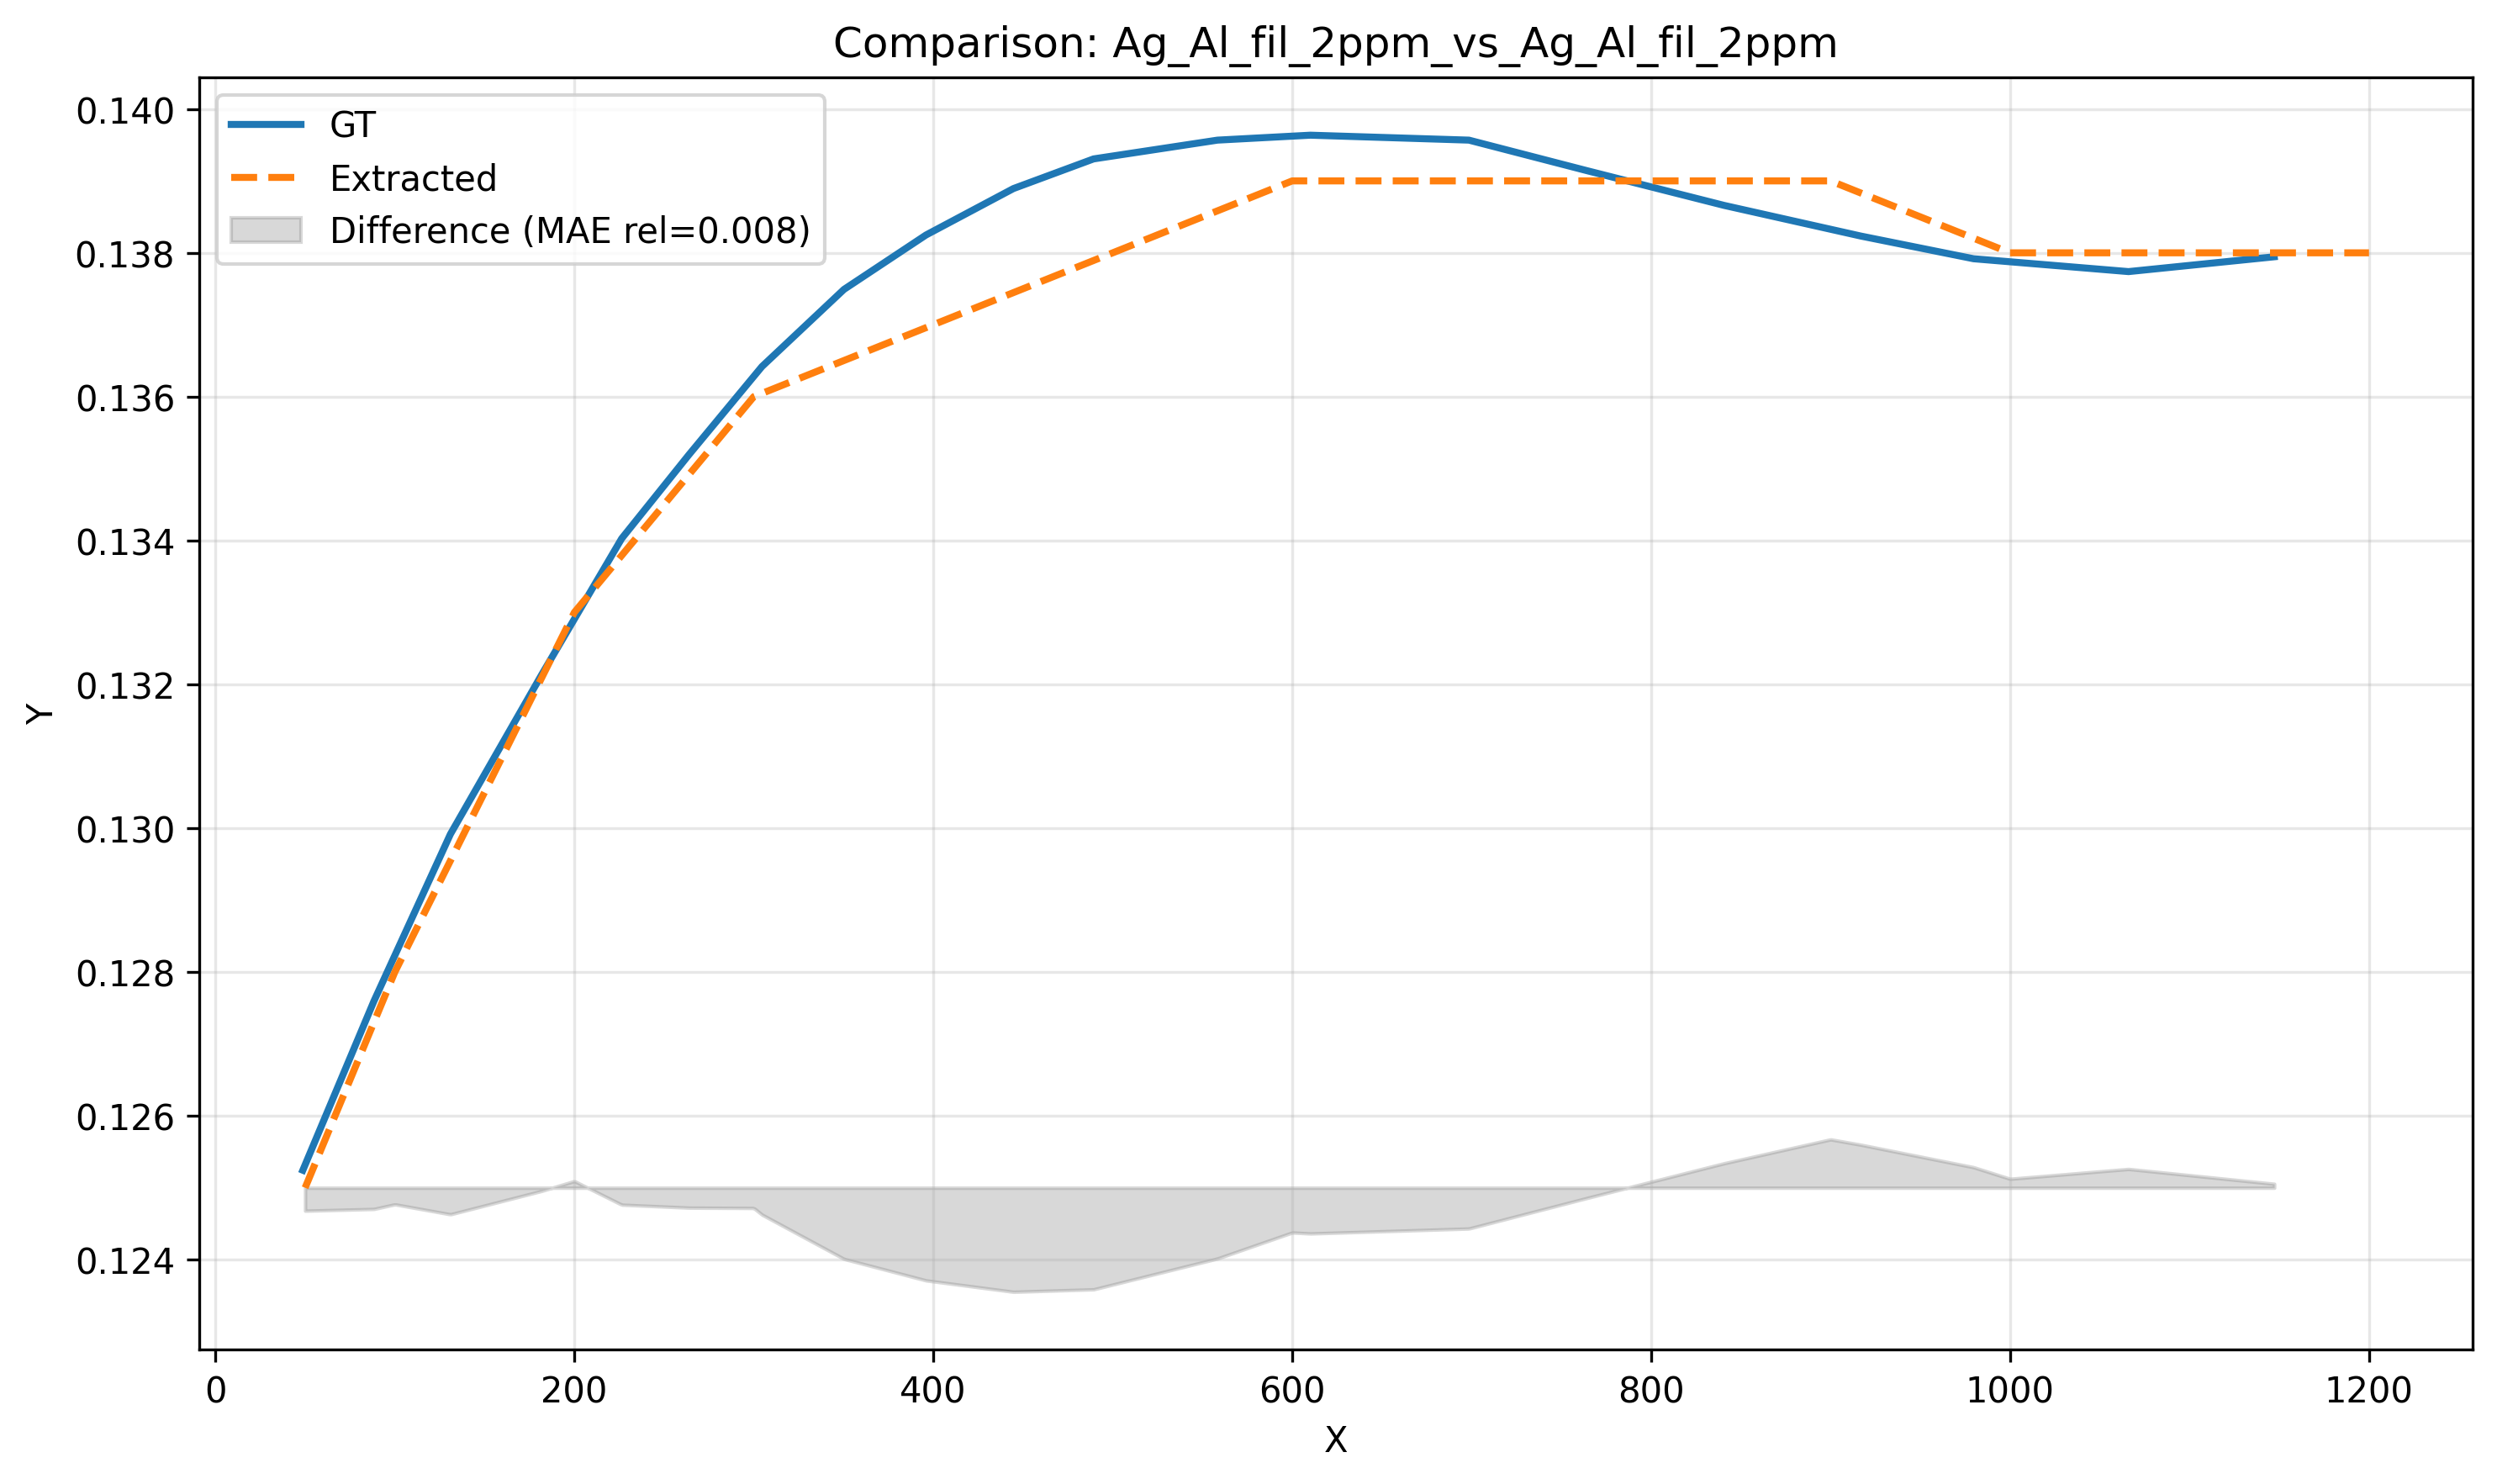 Comparison: Ag_Al_fil_2ppm_vs_Ag_Al_fil_2ppm
GT
Extracted
Difference (MAE rel=0.008)
Y
0.140
0.138
0.136
0.134
0.132
0.130
0.128
0.126
0.124
0
200
400
600
800
1000
1200
X